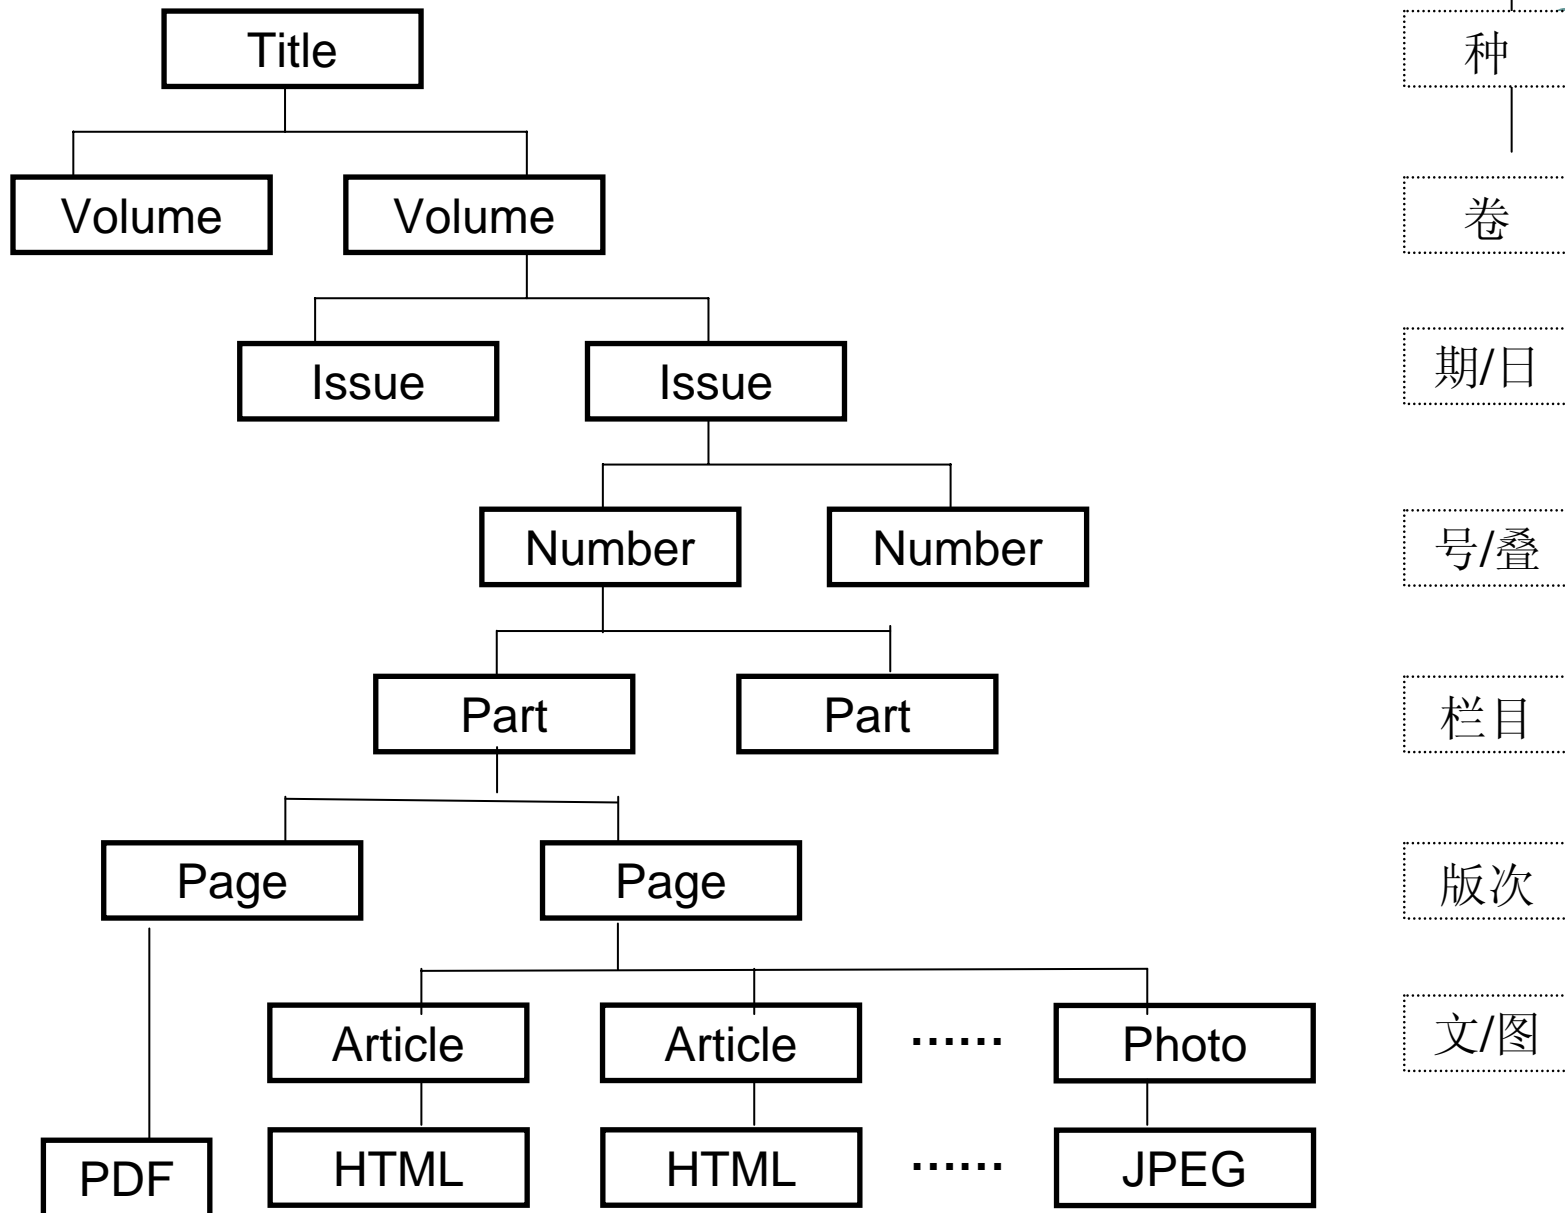 Title 种
Volume Volume 卷
Issue Issue 期/日
Number Number 号/叠
Part Part 栏目
Page Page 版次
Article Article ...... Photo 文/图
PDF HTML HTML ...... JPEG